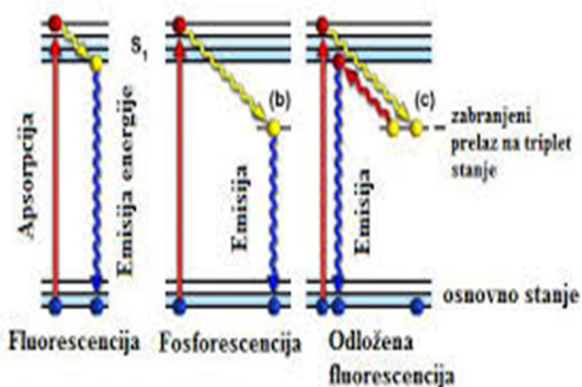 S1
Apsorpcija
Emisija energije
(b)
Emisija
(c)
Emisija
zabranjeni
prelaz na triplet
stanje
osnovno stanje
Fluorescencija
Fosforescencija
Odložena
fluorescencija